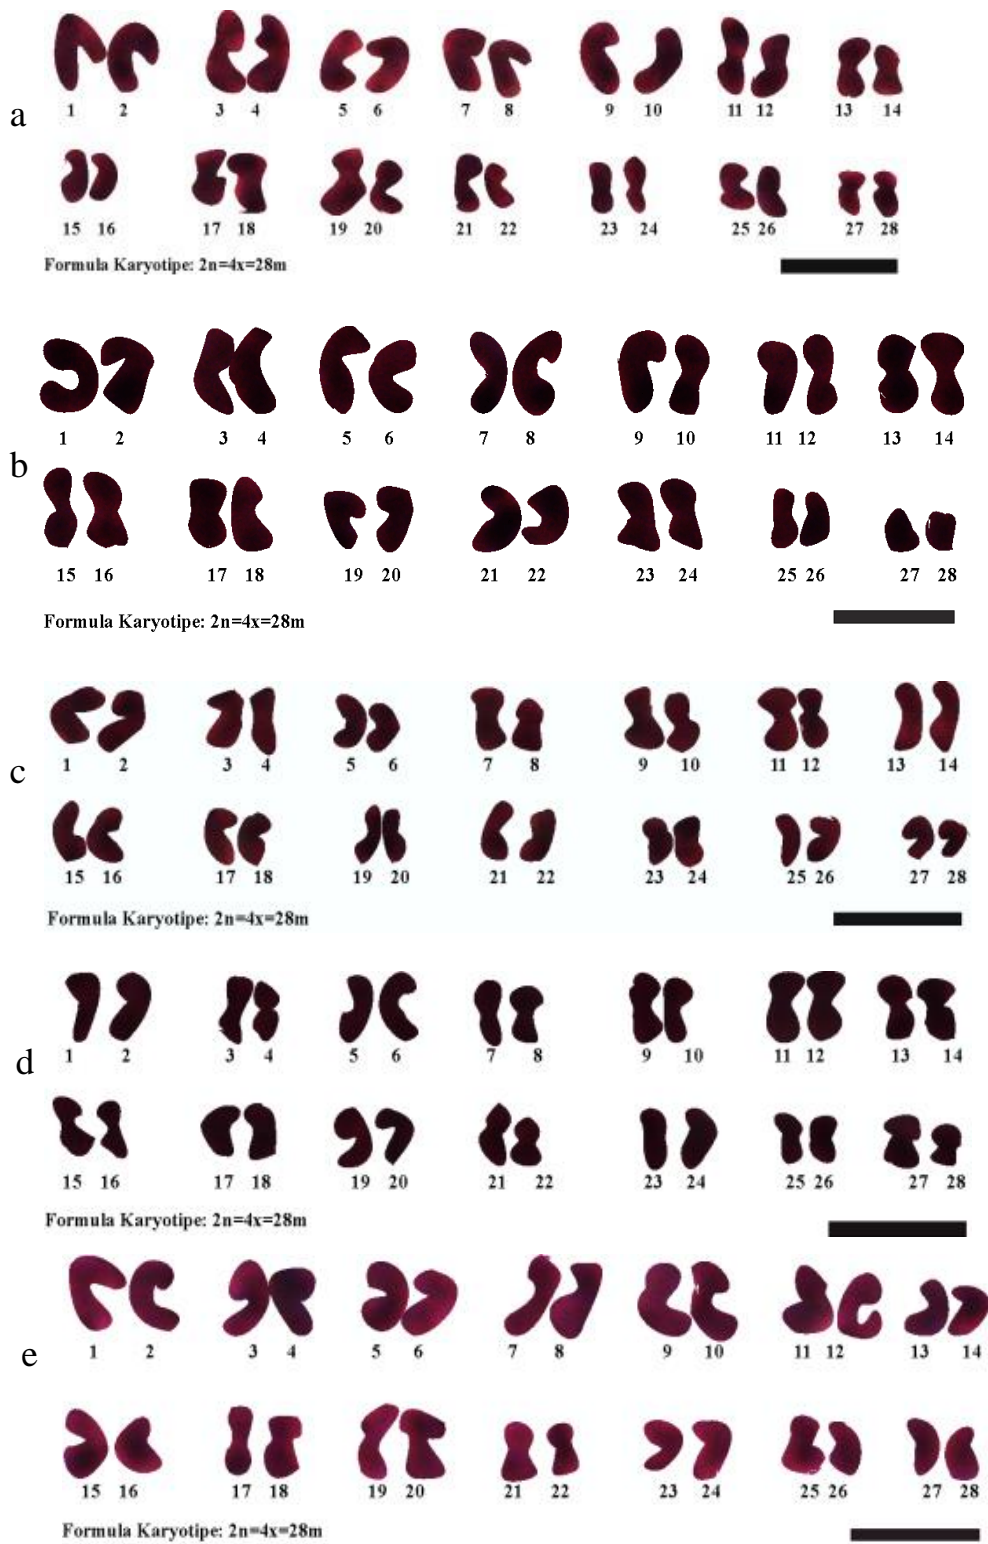 1 2 3 4 5 6 7 8 9 10 11 12 13 14
a
15 16 17 18 19 20 21 22 23 24 25 26 27 28
Formula Karyotipe: 2n=4x=28m
1 2 3 4 5 6 7 8 9 10 11 12 13 14
b
15 16 17 18 19 20 21 22 23 24 25 26 27 28
Formula Karyotipe: 2n=4x=28m
1 2 3 4 5 6 7 8 9 10 11 12 13 14
c
15 16 17 18 19 20 21 22 23 24 25 26 27 28
Formula Karyotipe: 2n=4x=28m
1 2 3 4 5 6 7 8 9 10 11 12 13 14
d
15 16 17 18 19 20 21 22 23 24 25 26 27 28
Formula Karyotipe: 2n=4x=28m
1 2 3 4 5 6 7 8 9 10 11 12 13 14
e
15 16 17 18 19 20 21 22 23 24 25 26 27 28
Formula Karyotipe: 2n=4x=28m